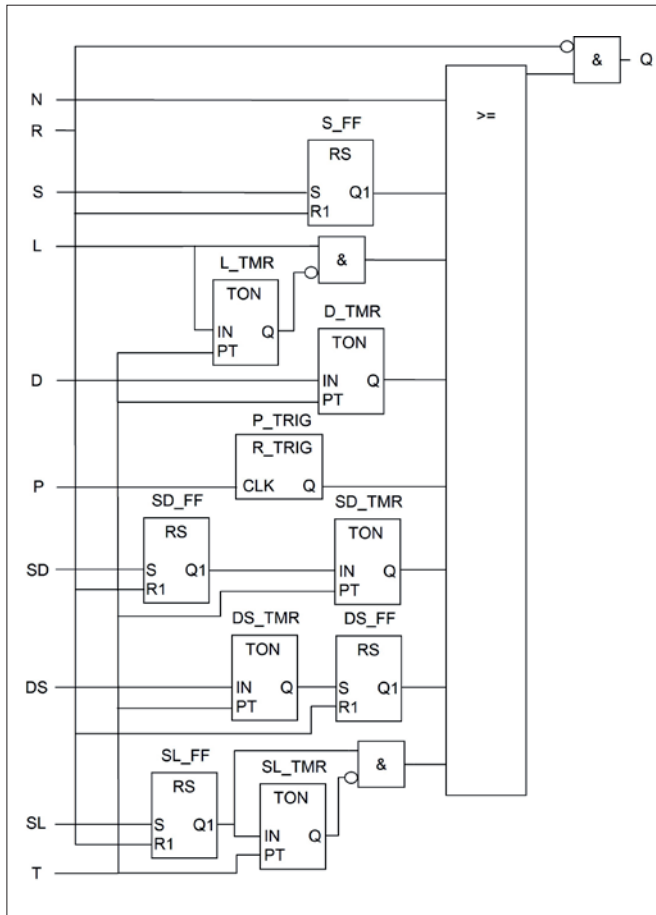 & Q
N
>=
R
S_FF
RS
S S Q1
R1
L
&
L_TMR
TON
D_TMR
IN Q
TON
PT
D IN Q
PT
P_TRIG
R_TRIG
P CLK Q
SD_FF SD_TMR
RS
TON
SD S Q1 IN Q
R1 PT
DS_TMR DS_FF
TON RS
DS IN Q S Q1
PT R1
SL_FF
&
SL_TMR
RS
TON
SL S Q1
IN Q
R1
PT
T